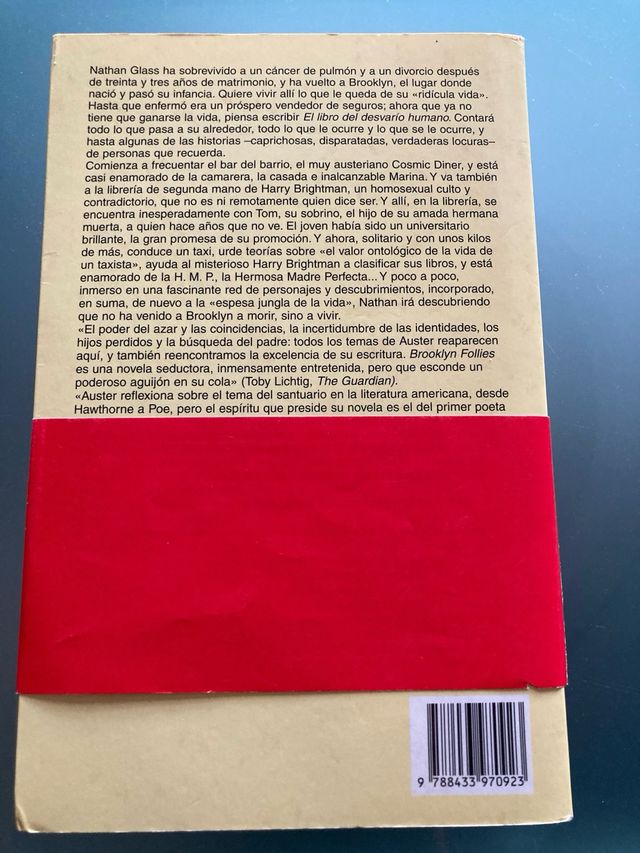 Nathan Glass ha sobrevivido a un cáncer de pulmón y a un divorcio después
de treinta y tres años de matrimonio, y ha vuelto a Brooklyn, el lugar donde
nació y pasó su infancia. Quiere vivir allí lo que le queda de su «ridícula vida».
Hasta que enfermó era un próspero vendedor de seguros; ahora que ya no
tiene que ganarse la vida, piensa escribir El libro del desvarío humano. Contará
todo lo que pasa a su alrededor, todo lo que le ocurre y lo que se le ocurre, y
hasta algunas de las historias –caprichosas, disparatadas, verdaderas locuras–
de personas que recuerda.
Comienza a frecuentar el bar del barrio, el muy austeriano Cosmic Diner, y está
casi enamorado de la camarera, la casada e inalcanzable Marina. Y va también
a la librería de segunda mano de Harry Brightman, un homosexual culto y
contradictorio, que no es ni remotamente quien dice ser. Y allí, en la librería, se
encuentra inesperadamente con Tom, su sobrino, el hijo de su amada hermana
muerta, a quien hace años que no ve. El joven había sido un universitario
brillante, la gran promesa de su promoción. Y ahora, solitario y con unos kilos
de más, conduce un taxi, urde teorías sobre «el valor ontológico de la vida de
un taxista», ayuda al misterioso Harry Brightman a clasificar sus libros, y está
enamorado de la H. M. P., la Hermosa Madre Perfecta... Y poco a poco,
inmerso en una fascinante red de personajes y descubrimientos, incorporado,
en suma, de nuevo a la «espesa jungla de la vida», Nathan irá descubriendo
que no ha venido a Brooklyn a morir, sino a vivir.
«El poder del azar y las coincidencias, la incertidumbre de las identidades, los
hijos perdidos y la búsqueda del padre: todos los temas de Auster reaparecen
aquí, y también reencontramos la excelencia de su escritura. Brooklyn Follies
es una novela seductora, inmensamente entretenida, pero que esconde un
poderoso aguijón en su cola» (Toby Lichtig, The Guardian).
«Auster reflexiona sobre el tema del santuario en la literatura americana, desde
Hawthorne a Poe, pero el espíritu que preside su novela es el del primer poeta
9 788433 970923